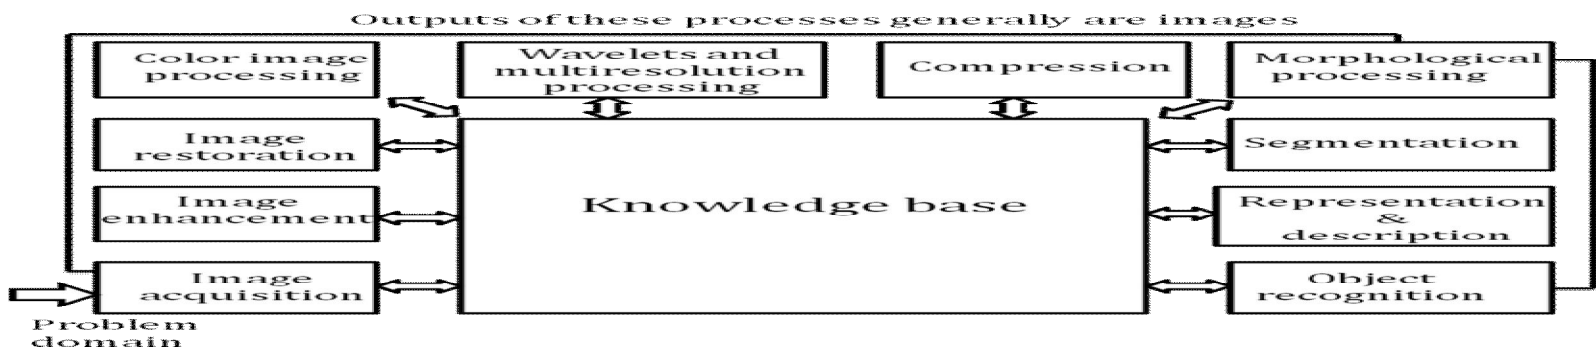 Outputs of these processes generally are images
Color image
processing
Wavelets and
multiresolution
processing
Compression
Morphological
processing
Image
restoration
Segmentation
Image
enhancement
Knowledge base
Representation
&
description
Image
acquisition
Object
recognition
Problem
domain